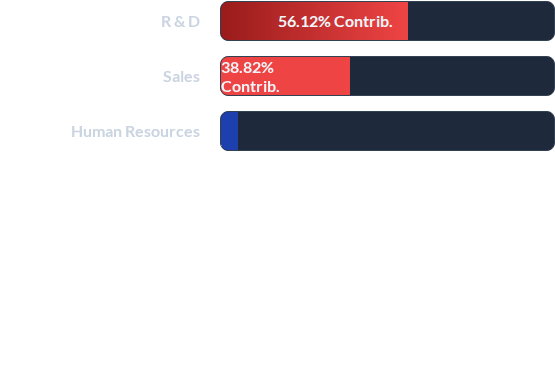 R & D
56.12% Contrib.
Sales
38.82%
Contrib.
Human Resources